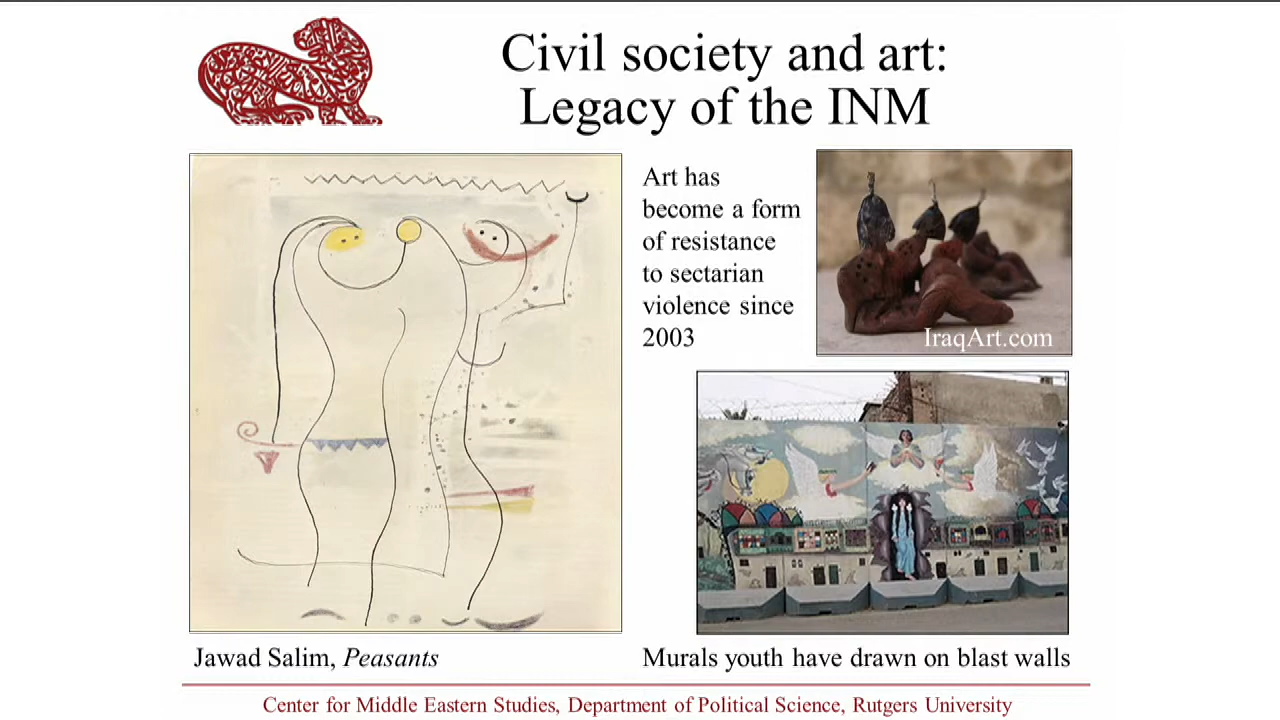 Civil society and art:
Legacy of the INM
Art has
become a form
of resistance
to sectarian
violence since
2003
IraqArt.com
Jawad Salim, Peasants
Murals youth have drawn on blast walls
Center for Middle Eastern Studies, Department of Political Science, Rutgers University